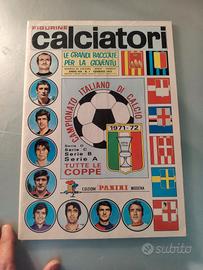 FIGURINE
calciatori
LE GRANDI RACCOLTE
PER LA GIOVENTÙ
CAMPIONATO ITALIANO DI CALCIO
1971-72
Serie D
Serie C
Serie B
Serie A
TUTTE LE
COPPE
EDIZIONI PANINI MODENA
subito